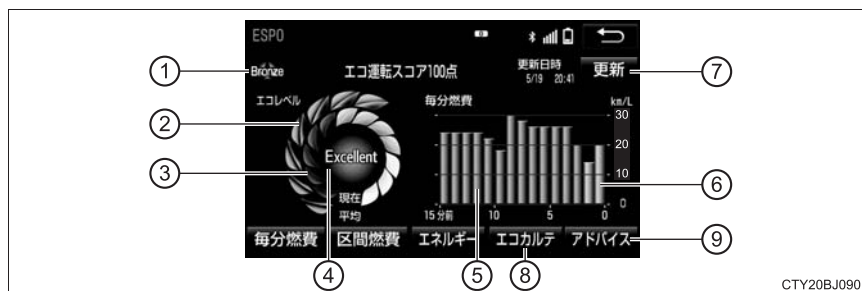 ESPO
① Bronze エコ運転スコア100点 更新日時 5/19 20:41 更新 ⑦
エコレベル 毎分燃費 km/L
②
③
Excellent
現在
平均
30
20
10
0
⑥
15分前 10 5 0
毎分燃費 区間燃費 エネルギー エコカルテ アドバイス ⑨
④ ⑤ ⑧
CTY20BJ090